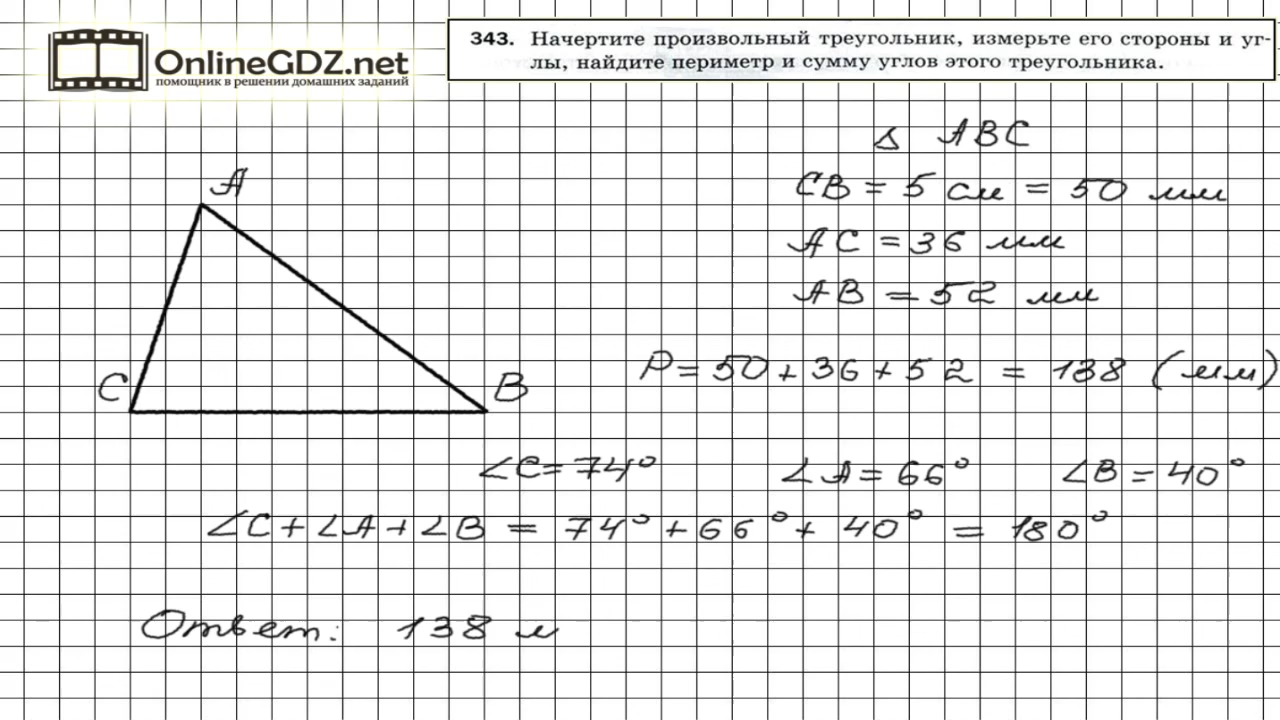 OnlineGDZ.net
помощник в решении домашних заданий
343. Начертите произвольный треугольник, измерьте его стороны и уг-
лы, найдите периметр и сумму углов этого треугольника.
Δ ABC
CB = 5 см = 50 мм
AC = 36 мм
AB = 52 мм
A
C
B
P = 50 + 36 + 52 = 138 (мм)
∠C = 74° ∠A = 66° ∠B = 40°
∠C + ∠A + ∠B = 74° + 66° + 40° = 180°
Ответ: 138 м